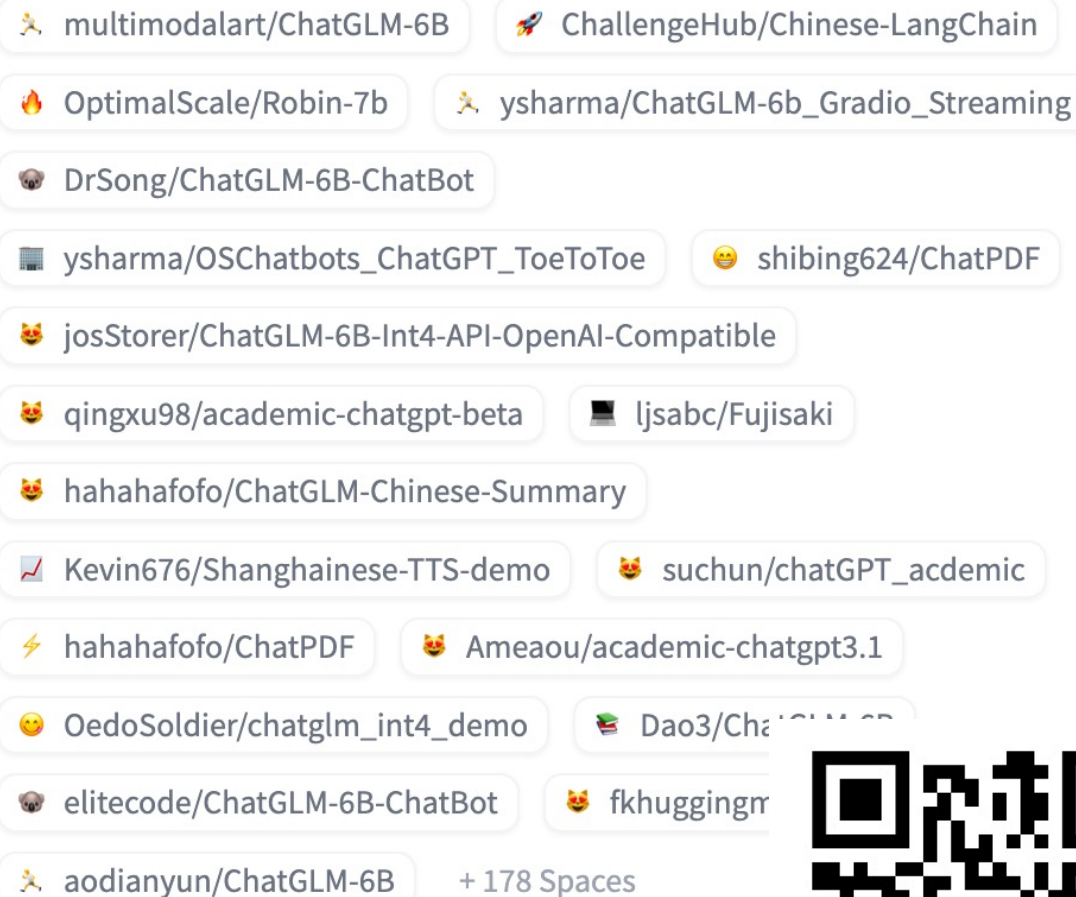 multimodalart/ChatGLM-6B ChallengeHub/Chinese-LangChain
OptimalScale/Robin-7b ysharma/ChatGLM-6b_Gradio_Streaming
DrSong/ChatGLM-6B-ChatBot
ysharma/OSChatbots_ChatGPT_ToeToToe shibing624/ChatPDF
josStorer/ChatGLM-6B-Int4-API-OpenAI-Compatible
qingxu98/academic-chatgpt-beta ljsabc/Fujisaki
hahahafofo/ChatGLM-Chinese-Summary
Kevin676/Shanghainese-TTS-demo suchun/chatGPT_acdemic
hahahafofo/ChatPDF Ameaou/academic-chatgpt3.1
OedoSoldier/chatglm_int4_demo Dao3/ChatGLM-6B
elitecode/ChatGLM-6B-ChatBot fkhuggingm
aodianyun/ChatGLM-6B + 178 Spaces